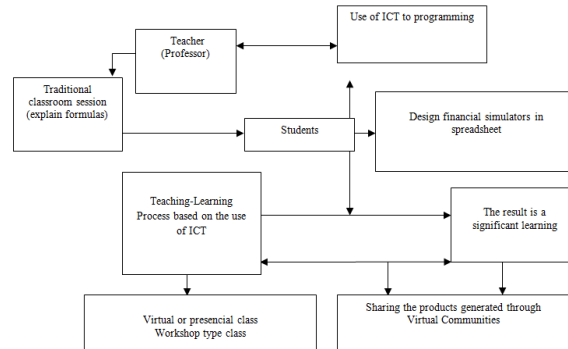 Use of ICT to programming
Teacher
(Professor)
Traditional
classroom session
(explain formulas)
Students
Design financial simulators in
spreadsheet
Teaching-Learning
Process based on the use
of ICT
The result is a
significant learning
Virtual or presencial class
Workshop type class
Sharing the products generated through
Virtual Communities